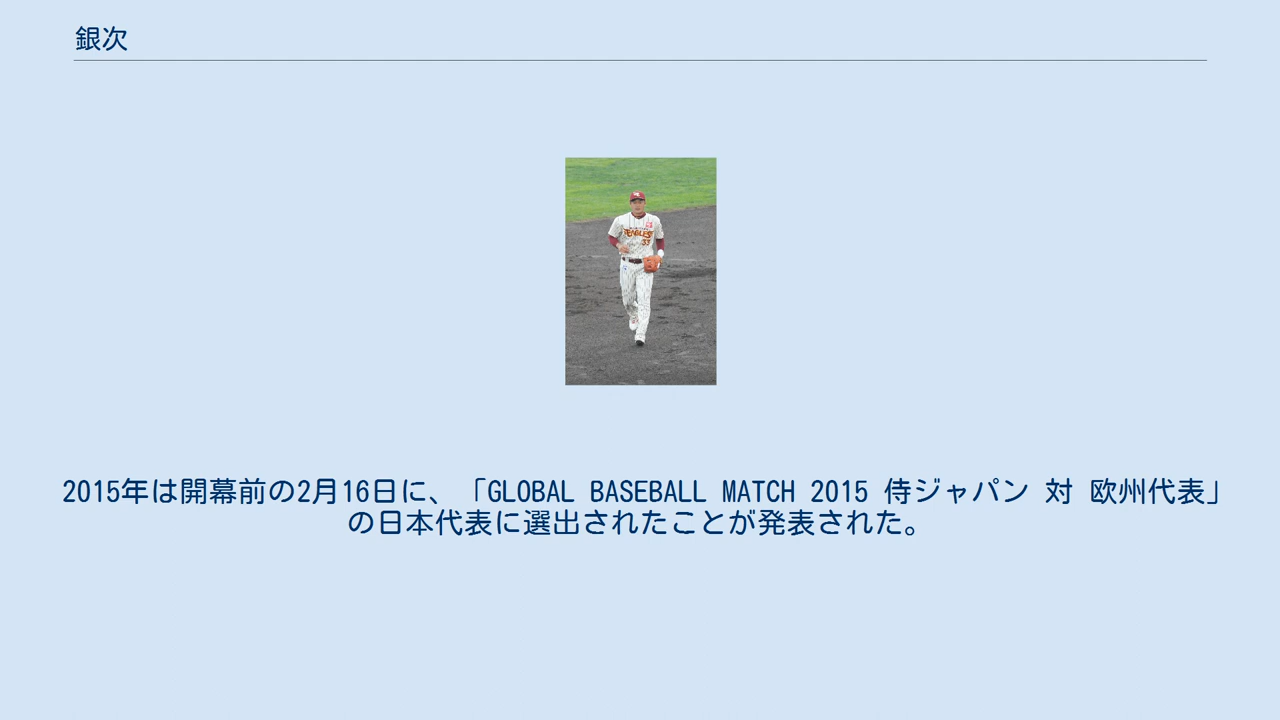 銀次
EAGLES
33
2015年は開幕前の2月16日に、「GLOBAL BASEBALL MATCH 2015 侍ジャパン 対 欧州代表」
の日本代表に選出されたことが発表された。